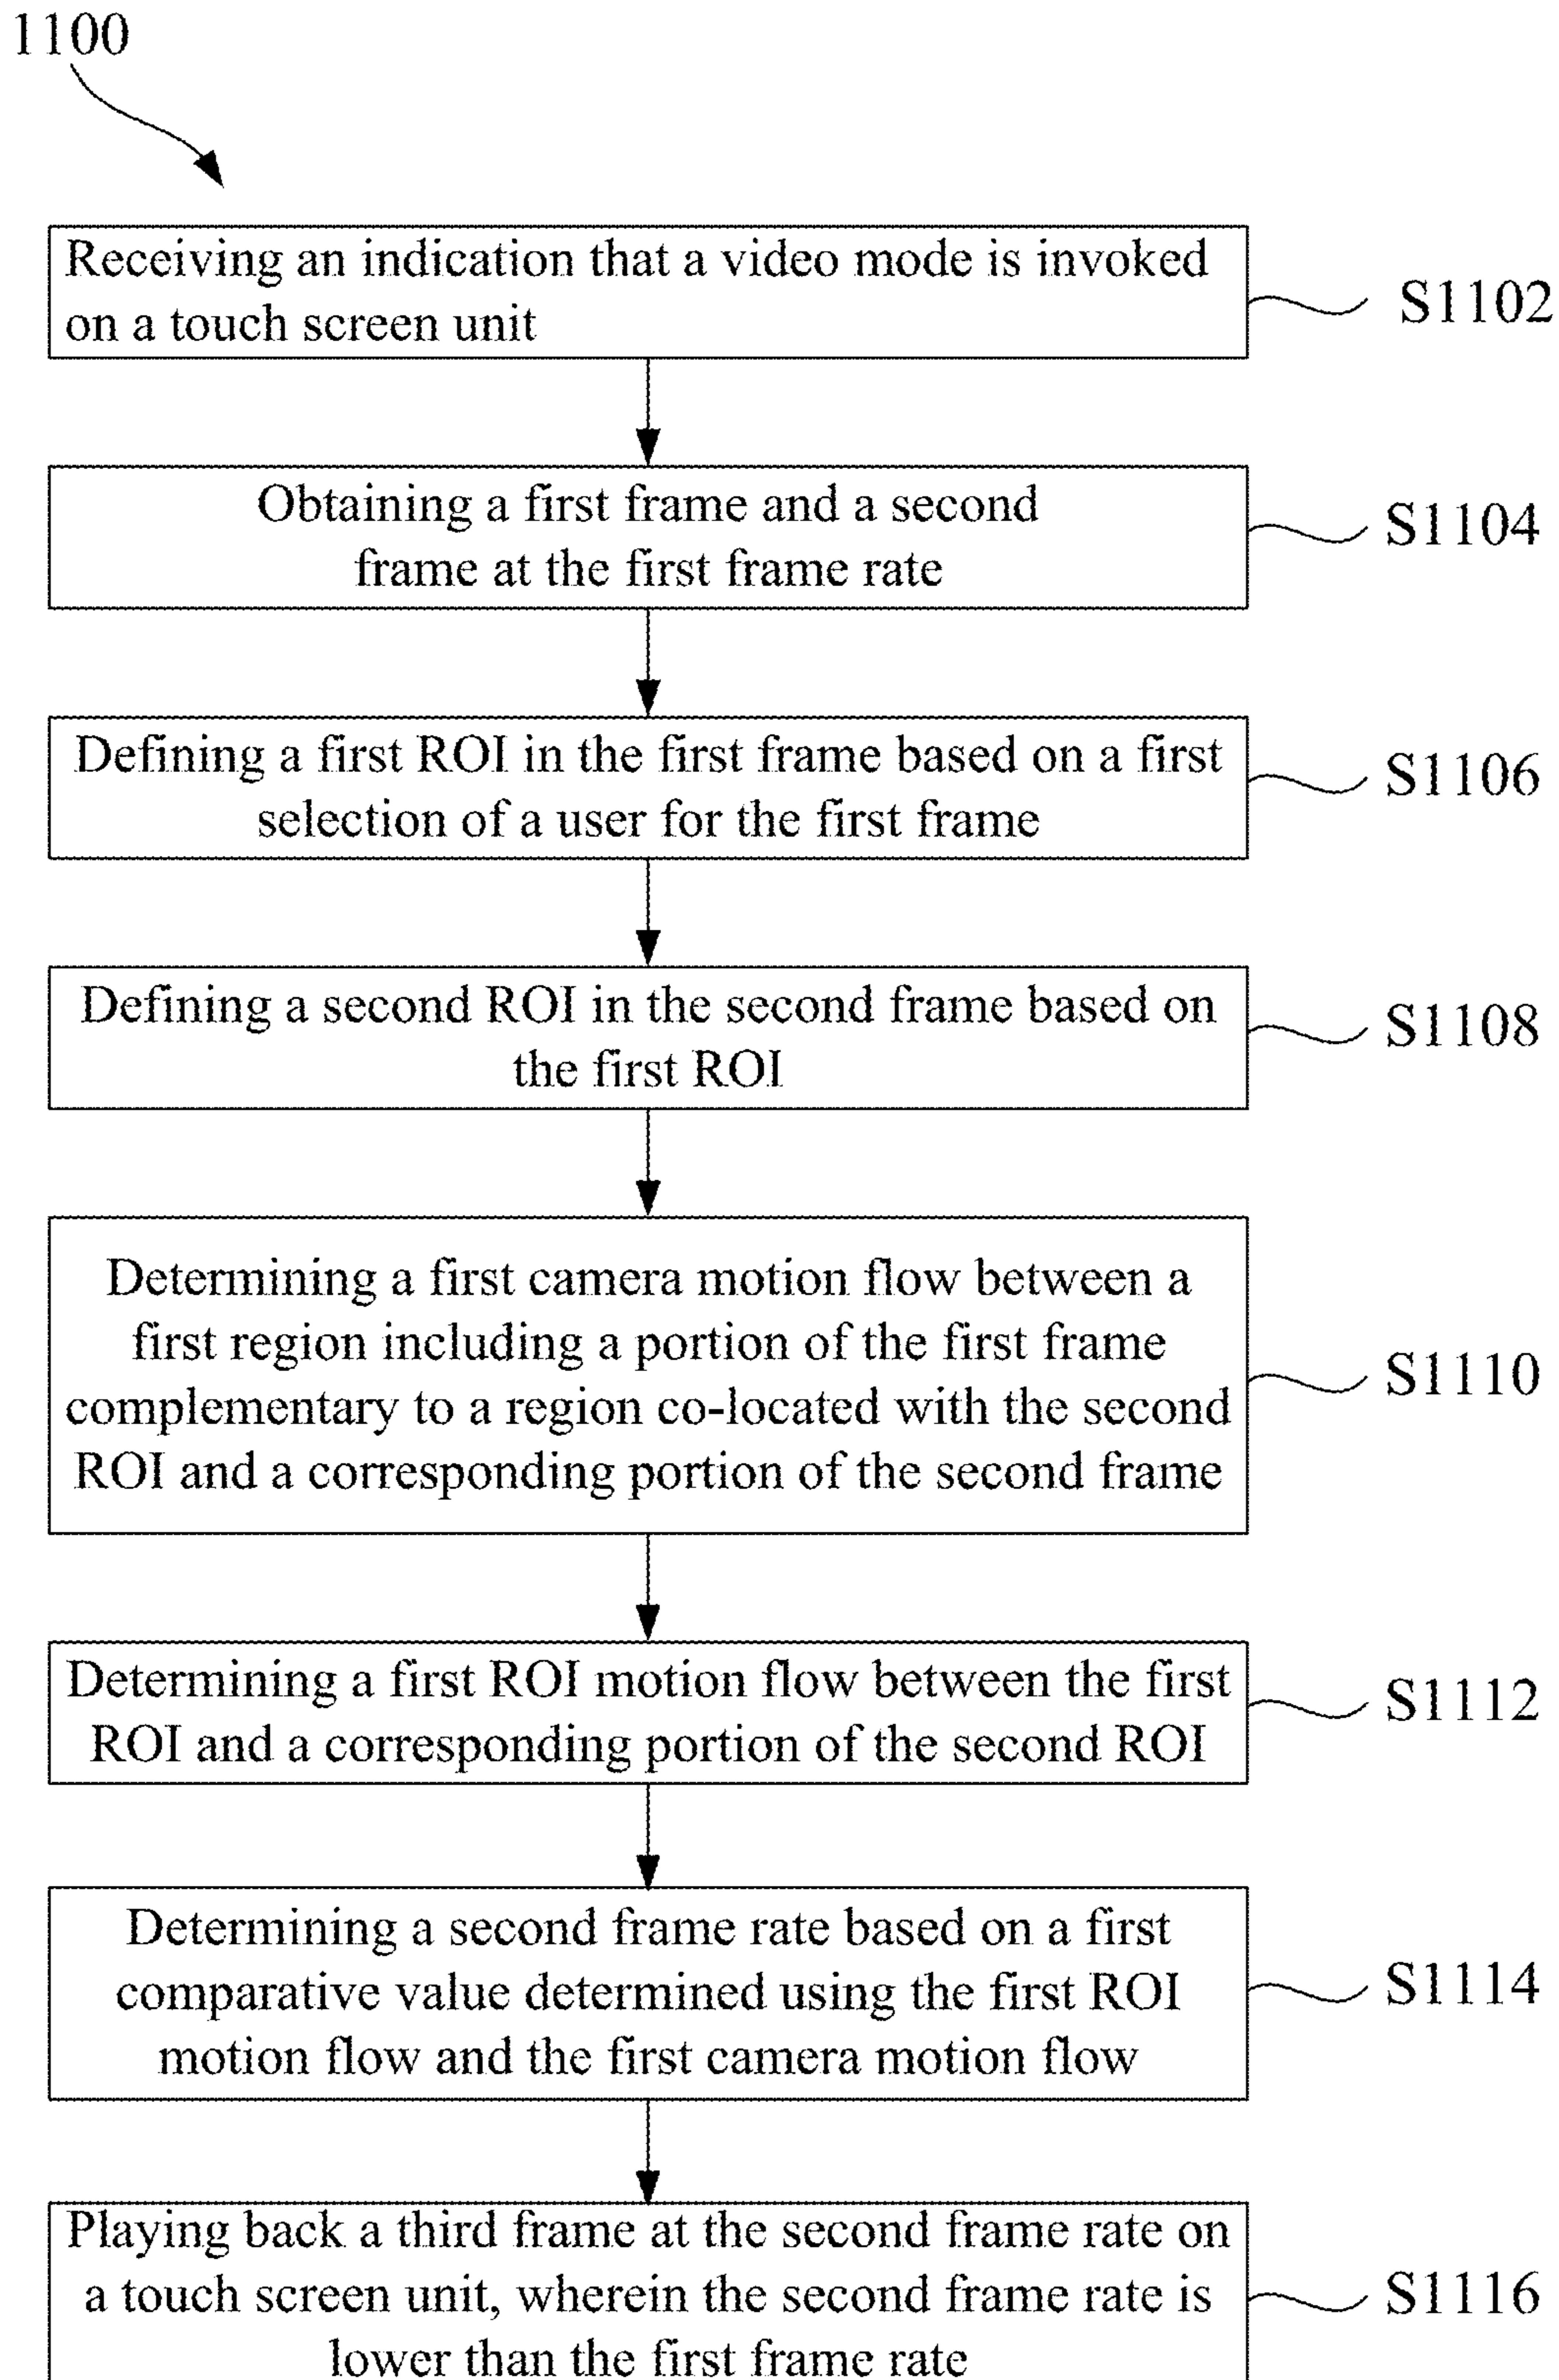 1100
Receiving an indication that a video mode is invoked
on a touch screen unit
S1102
Obtaining a first frame and a second
frame at the first frame rate
S1104
Defining a first ROI in the first frame based on a first
selection of a user for the first frame
S1106
Defining a second ROI in the second frame based on
the first ROI
S1108
Determining a first camera motion flow between a
first region including a portion of the first frame
complementary to a region co-located with the second
ROI and a corresponding portion of the second frame
S1110
Determining a first ROI motion flow between the first
ROI and a corresponding portion of the second ROI
S1112
Determining a second frame rate based on a first
comparative value determined using the first ROI
motion flow and the first camera motion flow
S1114
Playing back a third frame at the second frame rate on
a touch screen unit, wherein the second frame rate is
lower than the first frame rate
S1116